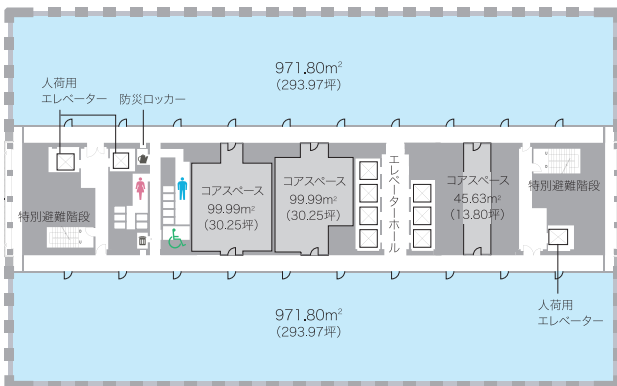 971.80m²
(293.97坪)
人荷用
エレベーター
防災ロッカー
特別避難階段
コアスペース
99.99m²
(30.25坪)
コアスペース
99.99m²
(30.25坪)
エレベーターホール
コアスペース
45.63m²
(13.80坪)
特別避難階段
人荷用
エレベーター
971.80m²
(293.97坪)